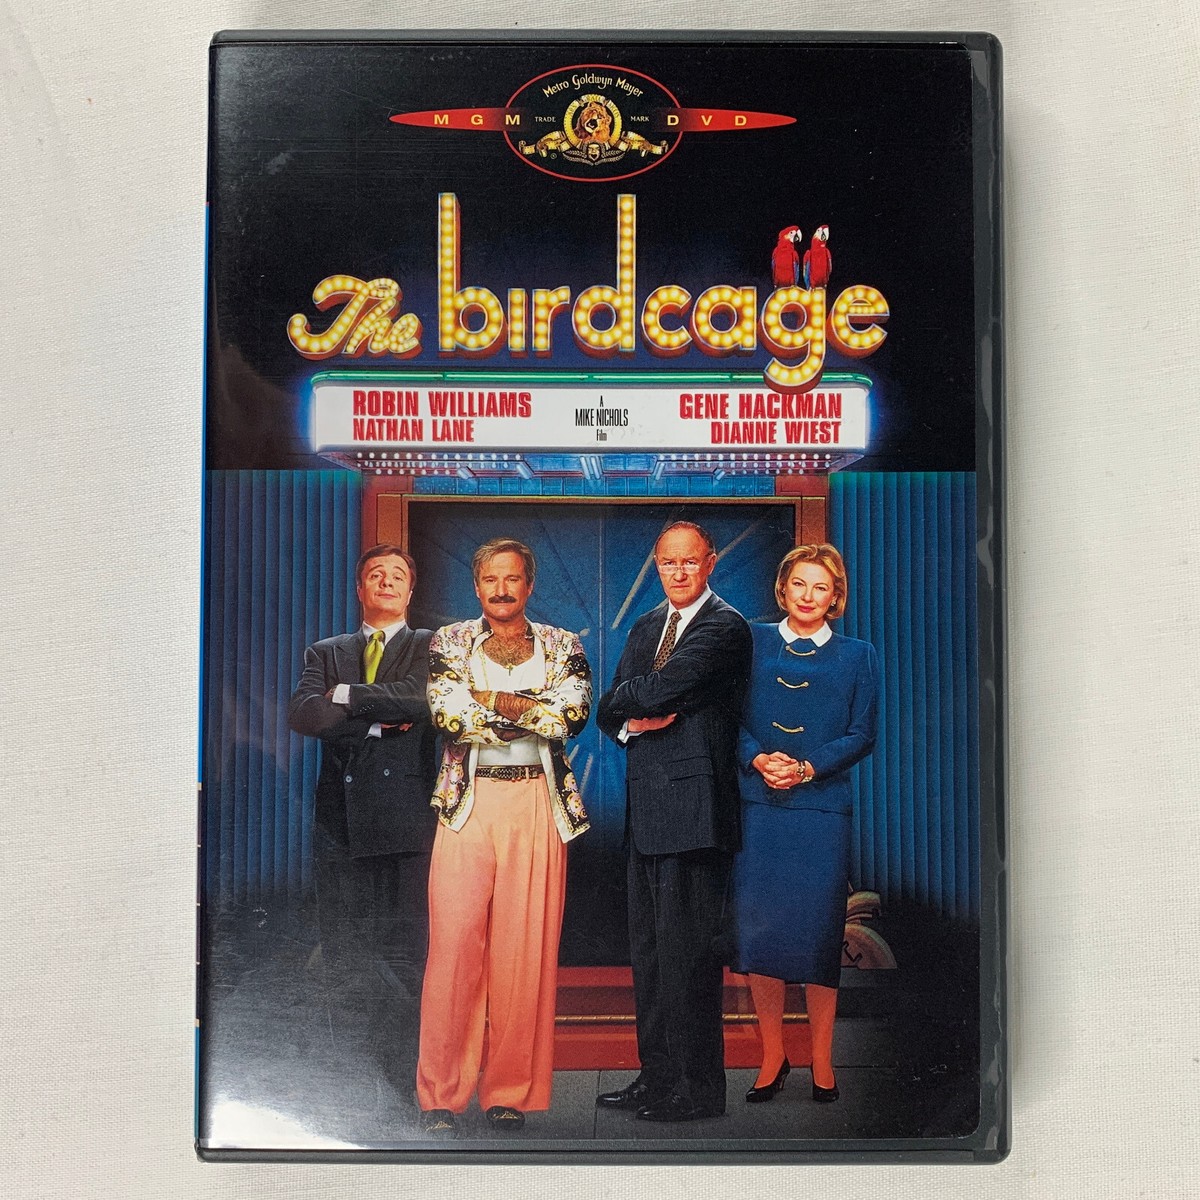 Metro Goldwyn Mayer
MGM TRADE MARK DVD
The birdcage
ROBIN WILLIAMS
NATHAN LANE
A
MIKE NICHOLS
Film
GENE HACKMAN
DIANNE WIEST